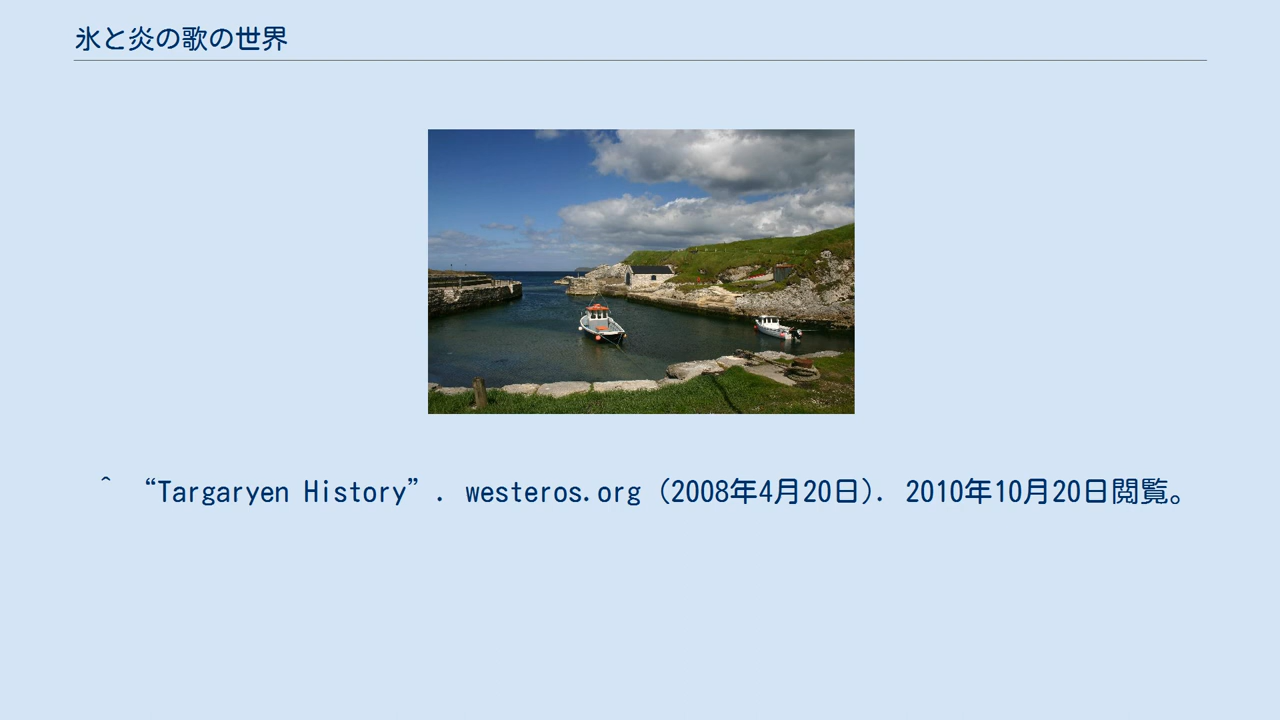 氷と炎の歌の世界
^ “Targaryen History”. westeros.org (2008年4月20日). 2010年10月20日閲覧。